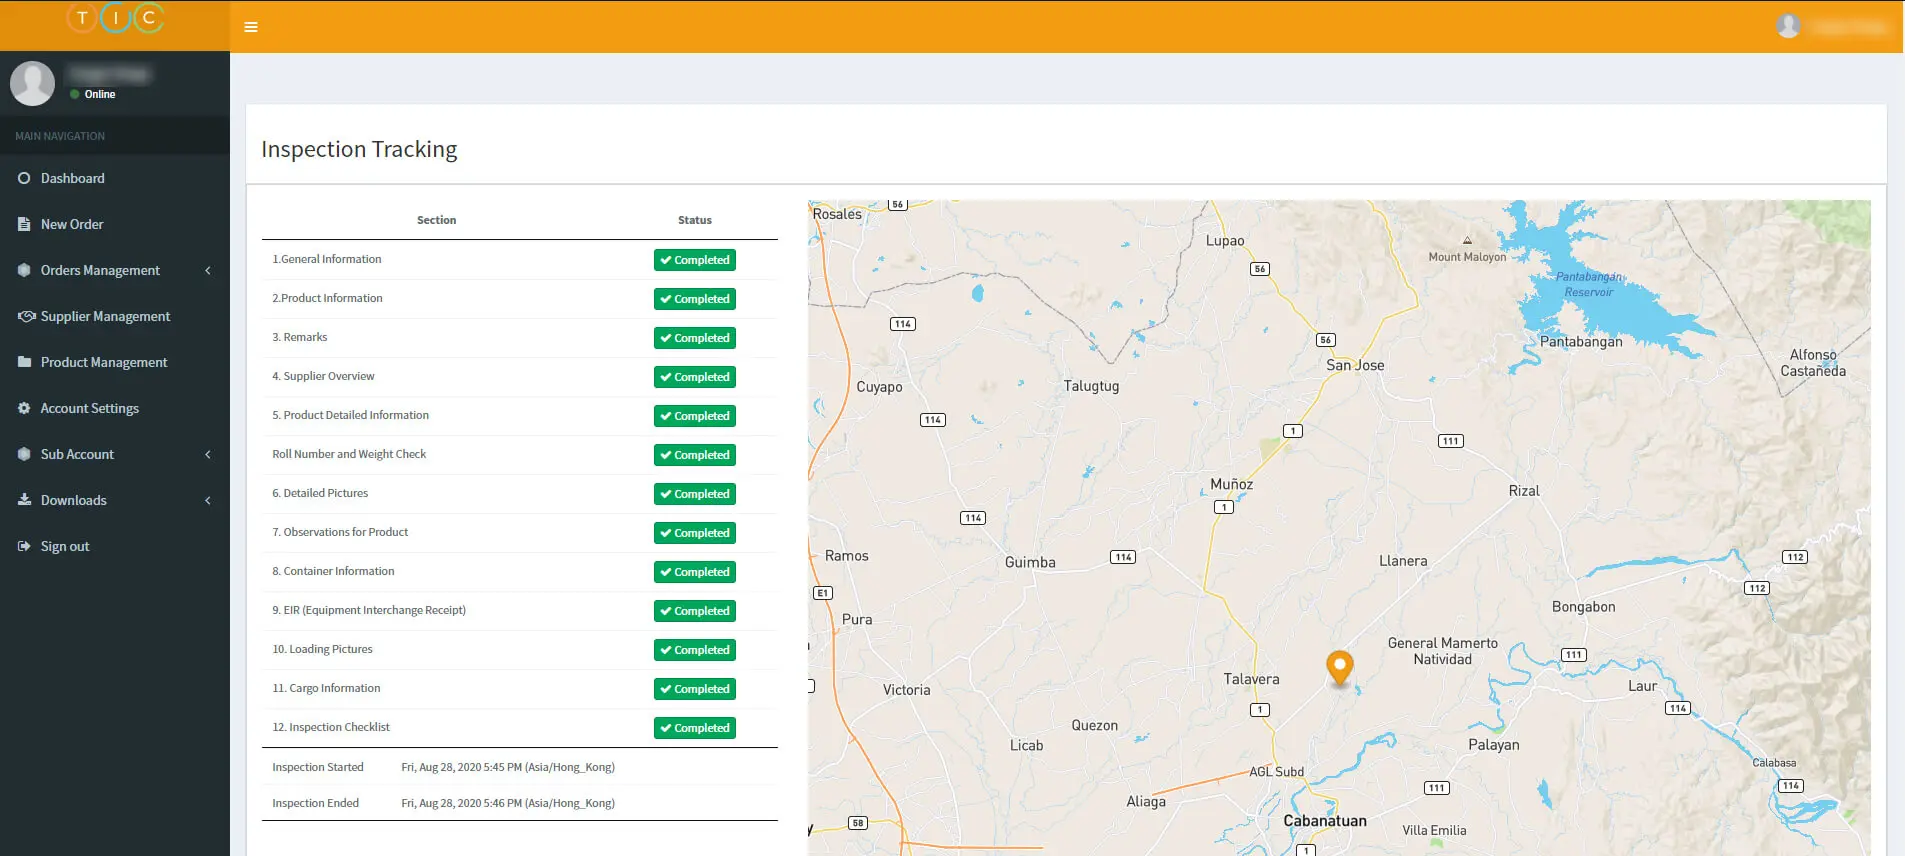 TIC
Online
MAIN NAVIGATION
Dashboard
New Order
Orders Management
Supplier Management
Product Management
Account Settings
Sub Account
Downloads
Sign out
Inspection Tracking
Section Status
1.General Information Completed
2.Product Information Completed
3. Remarks Completed
4. Supplier Overview Completed
5. Product Detailed Information Completed
Roll Number and Weight Check Completed
6. Detailed Pictures Completed
7. Observations for Product Completed
8. Container Information Completed
9. EIR (Equipment Interchange Receipt) Completed
10. Loading Pictures Completed
11. Cargo Information Completed
12. Inspection Checklist Completed
Inspection Started Fri, Aug 28, 2020 5:45 PM (Asia/Hong_Kong)
Inspection Ended Fri, Aug 28, 2020 5:46 PM (Asia/Hong_Kong)
Rosales
56
Lupao
56
Mount Maloyon
Pantabangan
Reservoir
114
56
Pantabangan
San Jose
Alfonso
Castañeda
Cuyapo
Talugtug
114
1
111
Muñoz
Rizal
1
114
Ramos
Guimba
114
Llanera
112
112
E1
Bongabon
Pura
General Mamerto
Natividad
111
Talavera
Victoria
Laur
1
114
Quezon
Licab
Palayan
AGL Subd
Calabasa
114
111
Aliaga
58
Cabanatuan
Villa Emilia
1